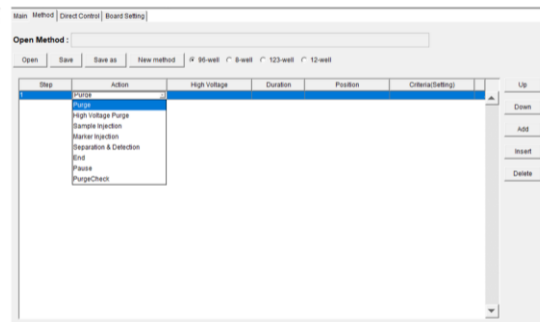 Main Method Direct Control Board Setting
Open Method :
Open Save Save as New method 96-well 8-well 123-well 12-well
Step Action High Voltage Duration Position Criteria(Setting)
1 Purge
Purge
High Voltage Purge
Sample Injection
Marker Injection
Separation & Detection
End
Pause
PurgeCheck
Up
Down
Add
Insert
Delete